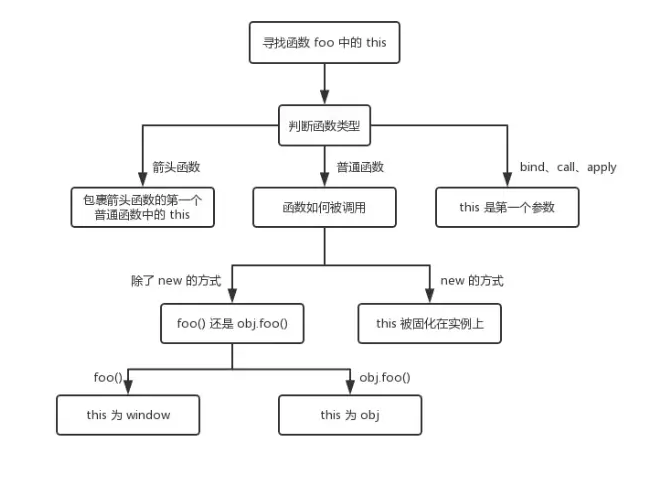 寻找函数 foo 中的 this
判断函数类型
箭头函数
普通函数
bind、call、apply
包裹箭头函数的第一个
普通函数中的 this
函数如何被调用
this 是第一个参数
除了 new 的方式
new 的方式
foo() 还是 obj.foo()
this 被固化在实例上
foo()
obj.foo()
this 为 window
this 为 obj